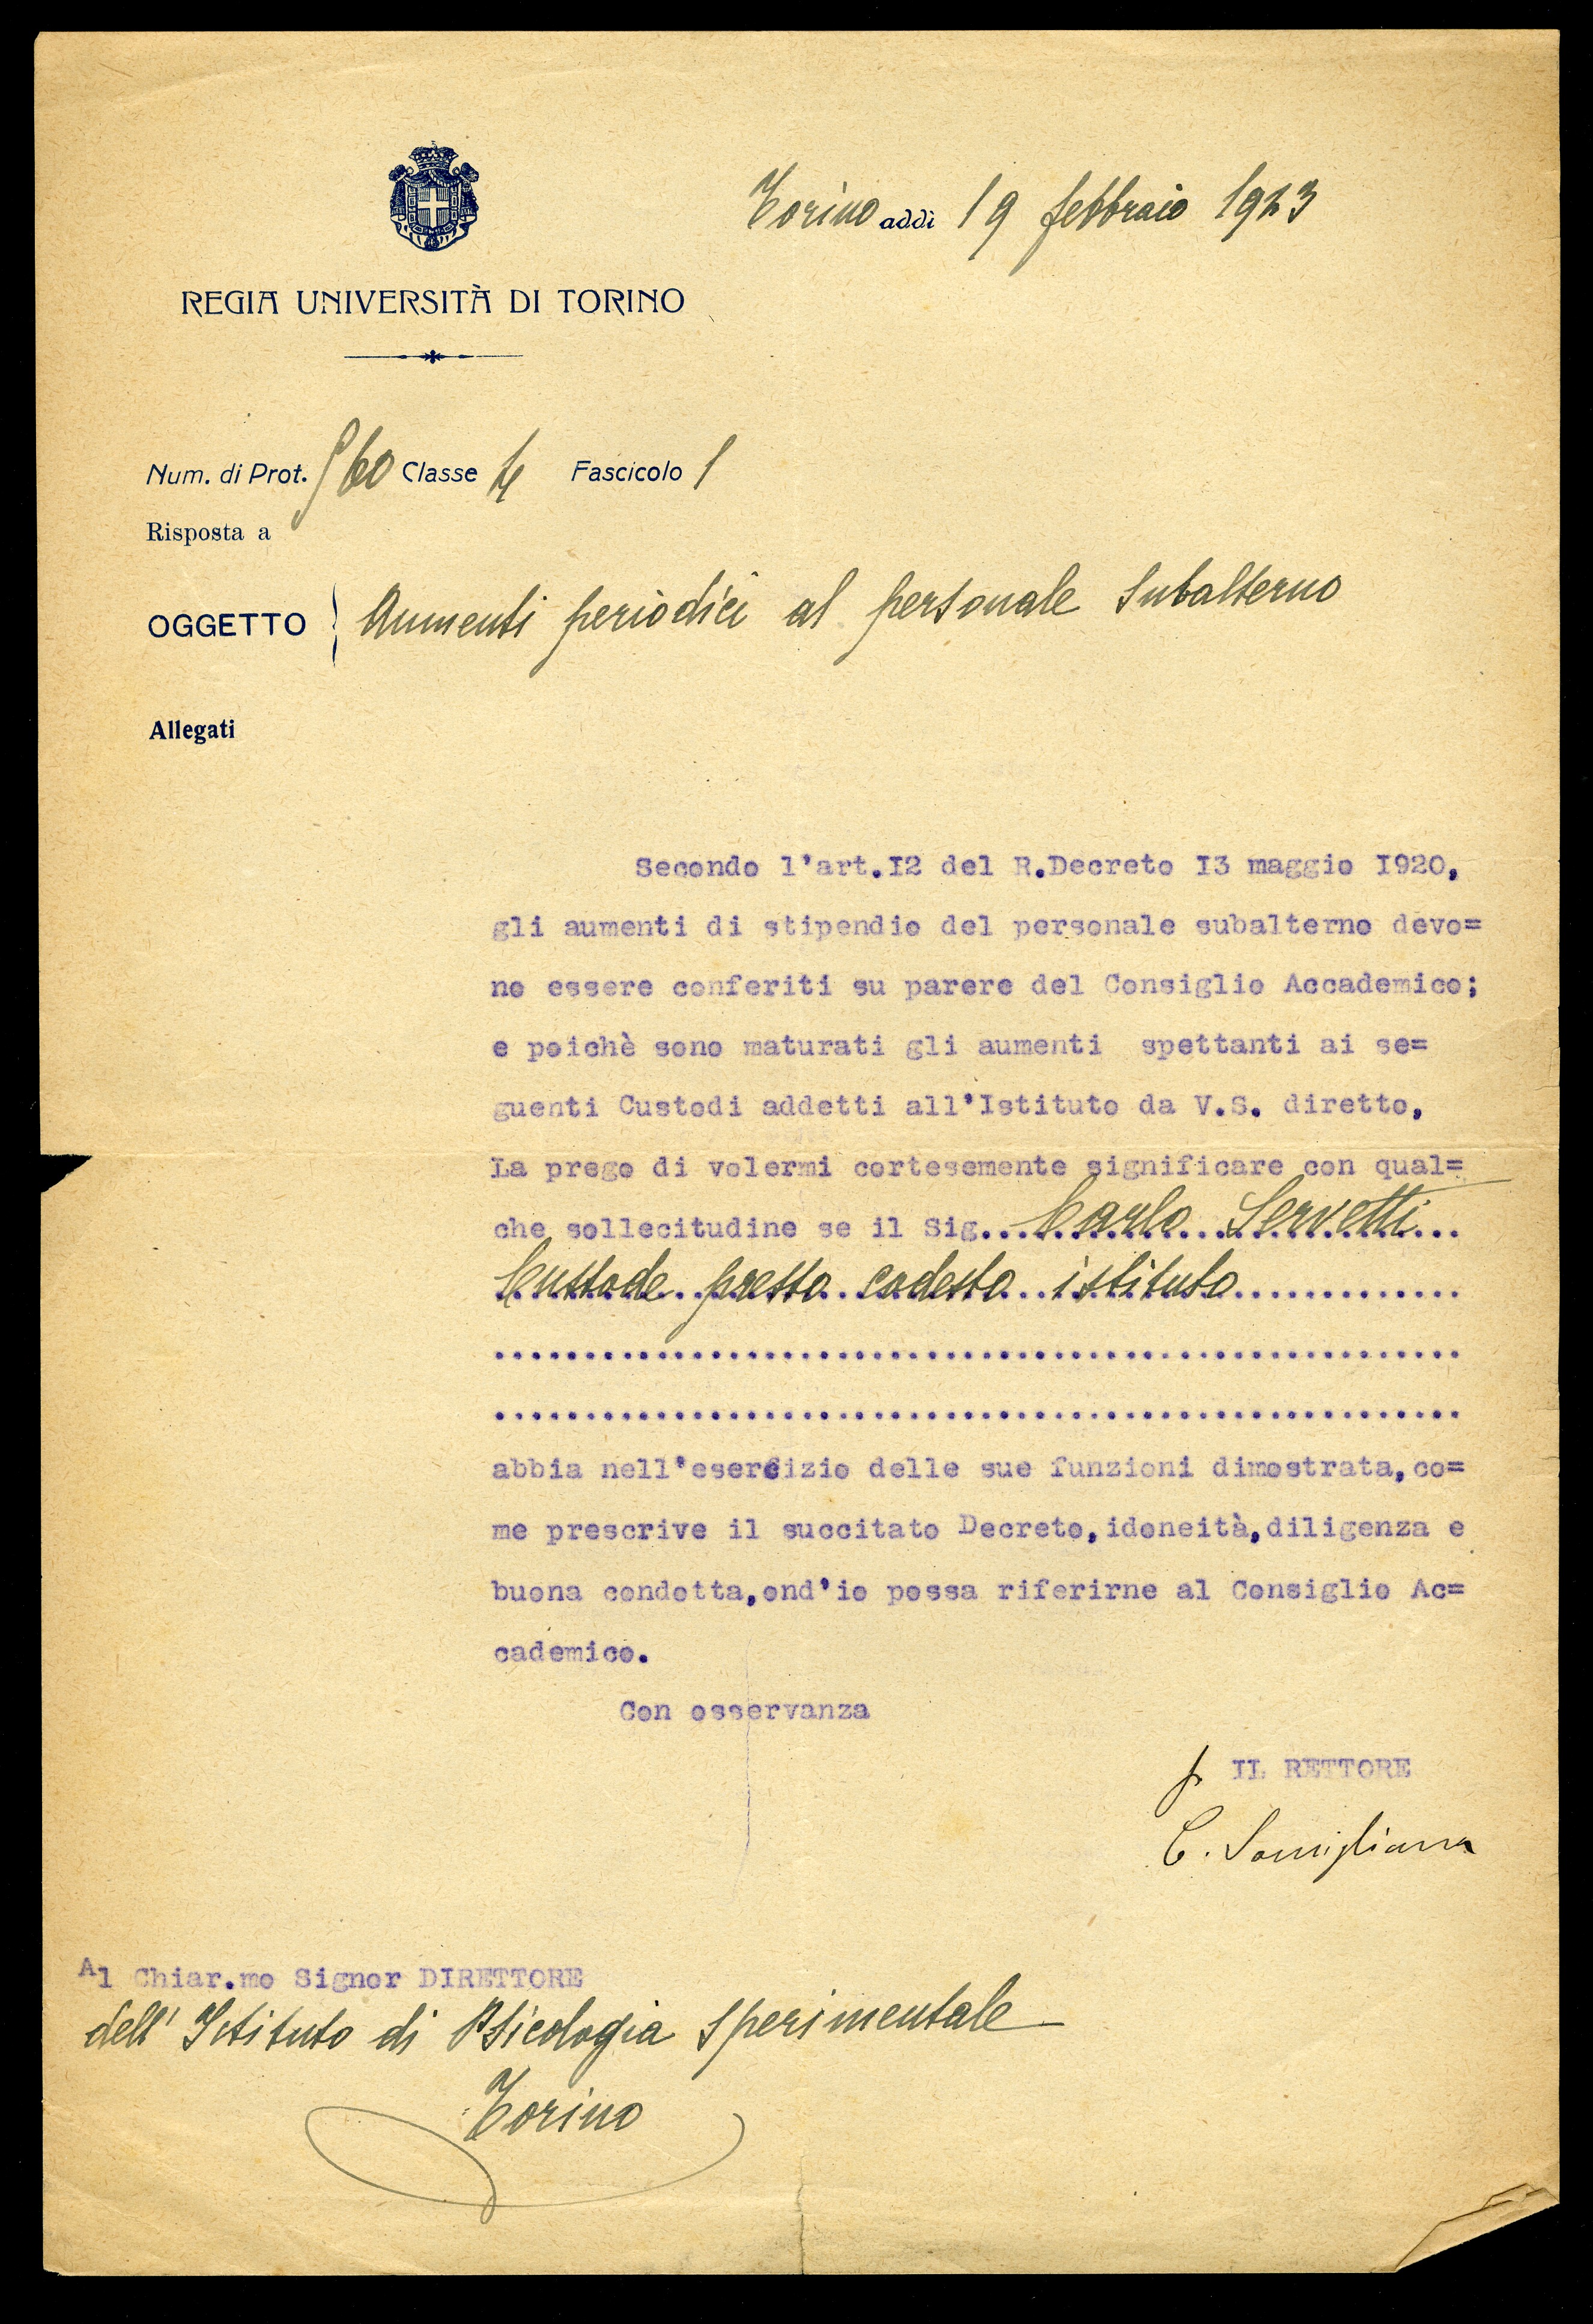 Torino addì 19 febbraio 1923
REGIA UNIVERSITÀ DI TORINO
Num. di Prot. 960 Classe 4 Fascicolo 1
Risposta a
OGGETTO } Aumenti periodici al personale subalterno
Allegati
Secondo l'art.I2 del R.Decreto I3 maggio I920,
gli aumenti di stipendio del personale subalterno devo=
no essere conferiti su parere del Consiglio Accademico;
e poichè sono maturati gli aumenti spettanti ai se=
guenti Custodi addetti all'Istituto da V.S. diretto,
La prego di volermi cortesemente significare con qual=
che sollecitudine se il Sig... Carlo Servetti...
Custode presso codesto istituto.............
......................................................
......................................................
abbia nell'esercizio delle sue funzioni dimostrata,co=
me prescrive il succitato Decreto,idoneità,diligenza e
buona condotta,ond'io possa riferirne al Consiglio Ac=
cademico.
Con osservanza
p IL RETTORE
C. Somigliana
Al Chiar.mo Signor DIRETTORE
dell'Istituto di Psicologia sperimentale
Torino